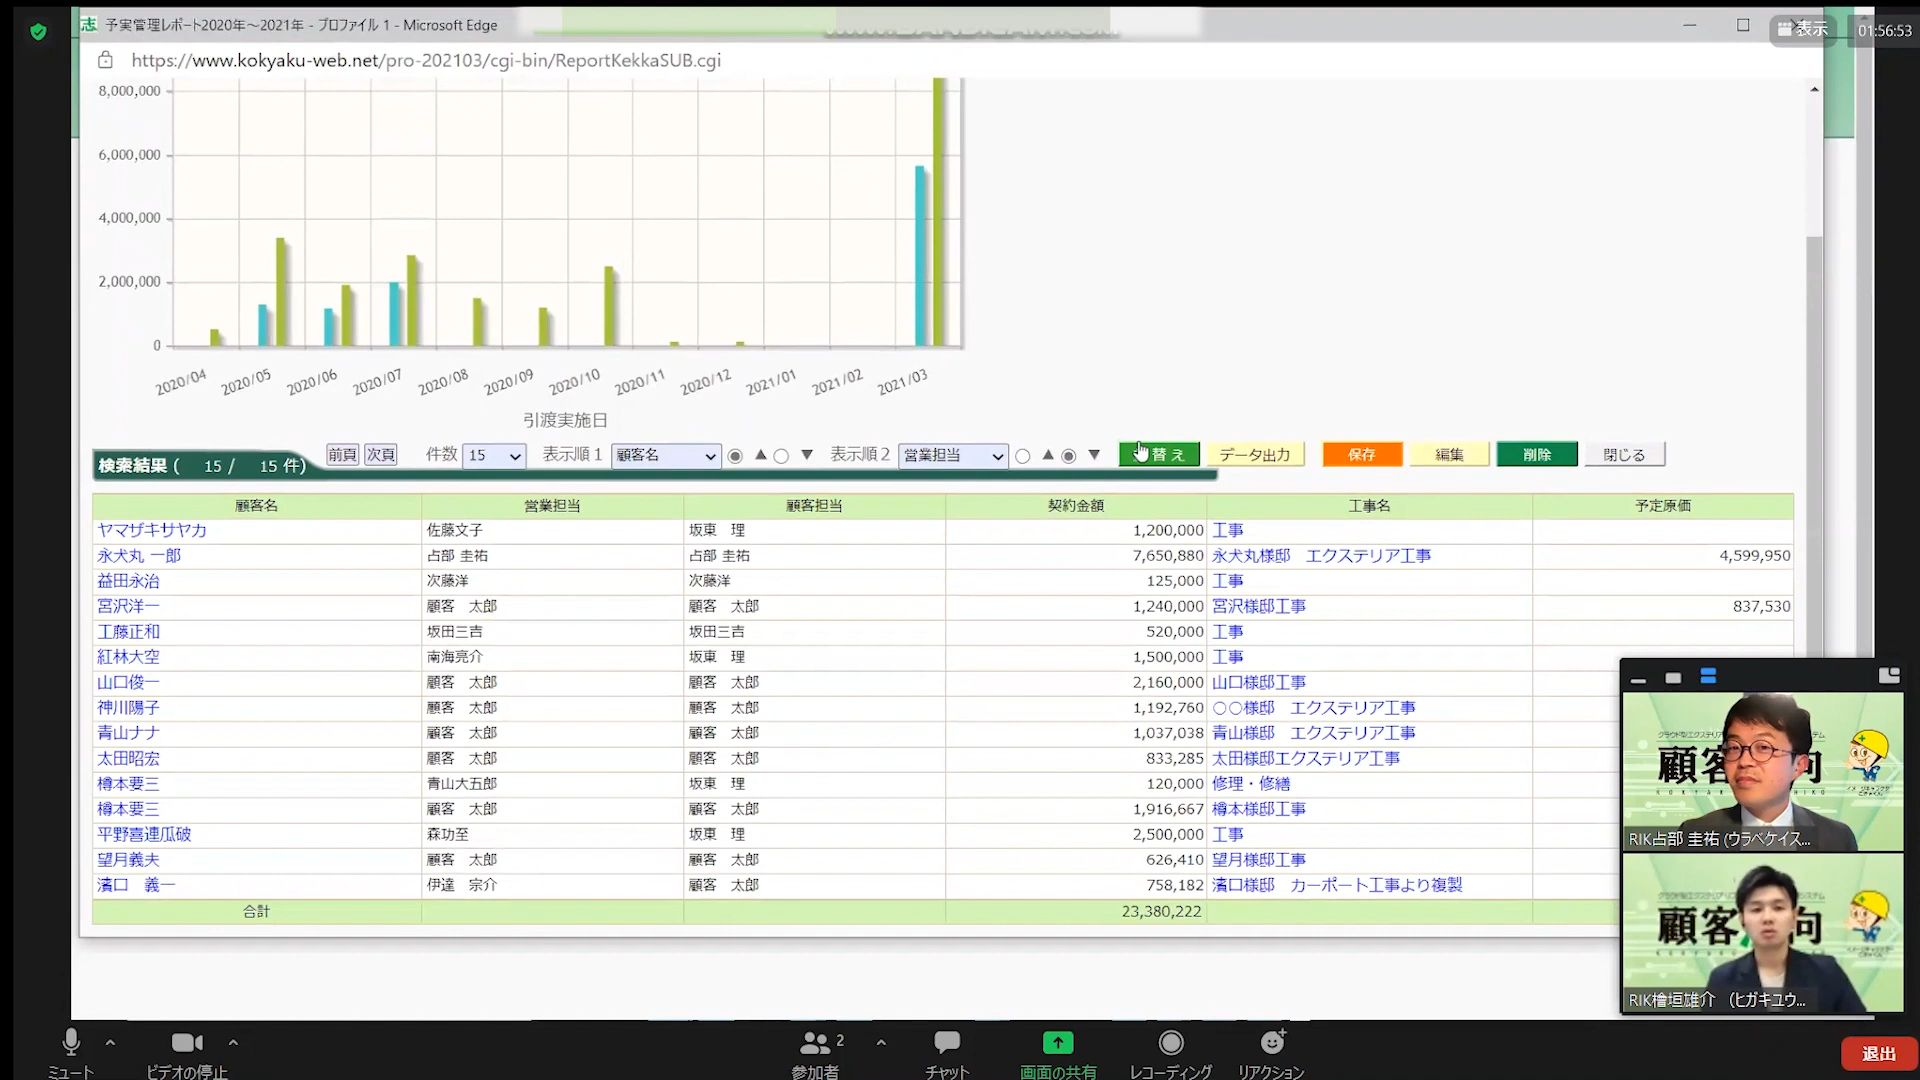 予実管理レポート2020年～2021年 - プロファイル 1 - Microsoft Edge
表示
01:56:53
https://www.kokyaku-web.net/pro-202103/cgi-bin/ReportKekkaSUB.cgi
8,000,000
6,000,000
4,000,000
2,000,000
0
2020/04 2020/05 2020/06 2020/07 2020/08 2020/09 2020/10 2020/11 2020/12 2021/01 2021/02 2021/03
引渡実施日
検索結果 ( 15 / 15 件) 前頁 次頁 件数 15 表示順１ 顧客名 ▲ ▼ 表示順２ 営業担当 ▲ ▼ 替え データ出力 保存 編集 削除 閉じる
顧客名 営業担当 顧客担当 契約金額 工事名 予定原価
ヤマザキサヤカ 佐藤文子 坂東　理 1,200,000 工事
永犬丸 一郎 占部 圭祐 占部 圭祐 7,650,880 永犬丸様邸　エクステリア工事 4,599,950
益田永治 次藤洋 次藤洋 125,000 工事
宮沢洋一 顧客　太郎 顧客　太郎 1,240,000 宮沢様邸工事 837,530
工藤正和 坂田三吉 坂田三吉 520,000 工事
紅林大空 南海亮介 坂東　理 1,500,000 工事
山口俊一 顧客　太郎 顧客　太郎 2,160,000 山口様邸工事
神川陽子 顧客　太郎 顧客　太郎 1,192,760 ○○様邸　エクステリア工事
青山ナナ 顧客　太郎 顧客　太郎 1,037,038 青山様邸　エクステリア工事
太田昭宏 顧客　太郎 顧客　太郎 833,285 太田様邸エクステリア工事
樽本要三 青山大五郎 坂東　理 120,000 修理・修繕
樽本要三 顧客　太郎 顧客　太郎 1,916,667 樽本様邸工事
平野喜連瓜破 森功至 坂東　理 2,500,000 工事
望月義夫 顧客　太郎 顧客　太郎 626,410 望月様邸工事
濱口　義一 伊達　宗介 顧客　太郎 758,182 濱口様邸　カーポート工事より複製
合計 23,380,222
顧客 向
RIK占部 圭祐 (ウラベケイス...
顧客 向
RIK檜垣雄介 （ヒガキユウ...
ミュート ビデオの停止 2 参加者 チャット 画面の共有 レコーディング リアクション 退出